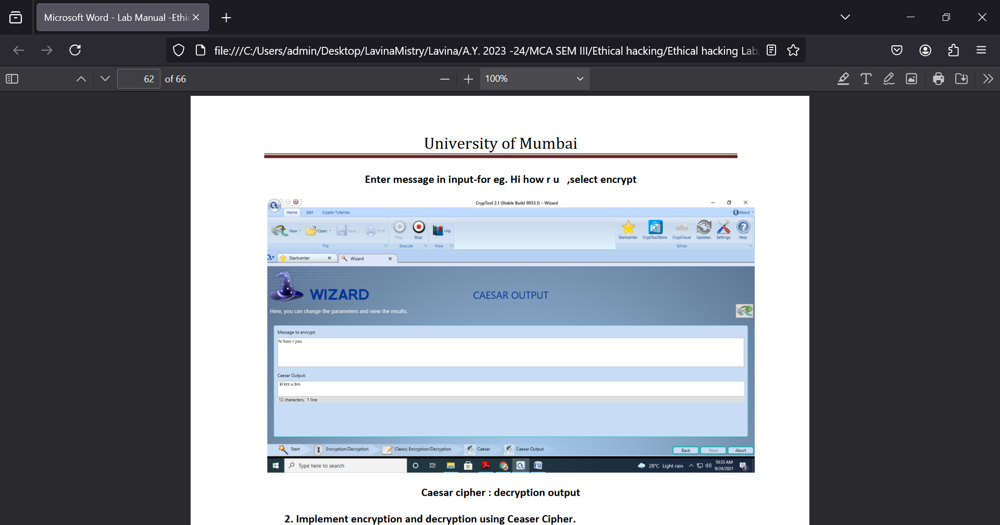 Microsoft Word - Lab Manual -Ethic
file:///C:/Users/admin/Desktop/LavinaMistry/Lavina/A.Y. 2023 -24/MCA SEM III/Ethical hacking/Ethical hacking Lab
62 of 66
100%
University of Mumbai
Enter message in input-for eg. Hi how r u ,select encrypt
CrypTool 2.1 (Stable Build 9033.1) – Wizard
Home Edit Crypto Tutorials About
New Open Save Print Play Stop Log Startcenter CrypToolStore CrypCloud Updates Settings Help
File Execute View Extras
Startcenter Wizard
WIZARD CAESAR OUTPUT
Here, you can change the parameters and view the results.
Message to encrypt:
hi how r you
Caesar Output:
kl krz u brx
12 characters, 1 line
Start Encryption/Decryption Classic Encryption/Decryption Caesar Caesar Output Back Next Abort
Type here to search 28°C Light rain 10:33 AM
9/24/2021 2
Caesar cipher : decryption output
2. Implement encryption and decryption using Ceaser Cipher.